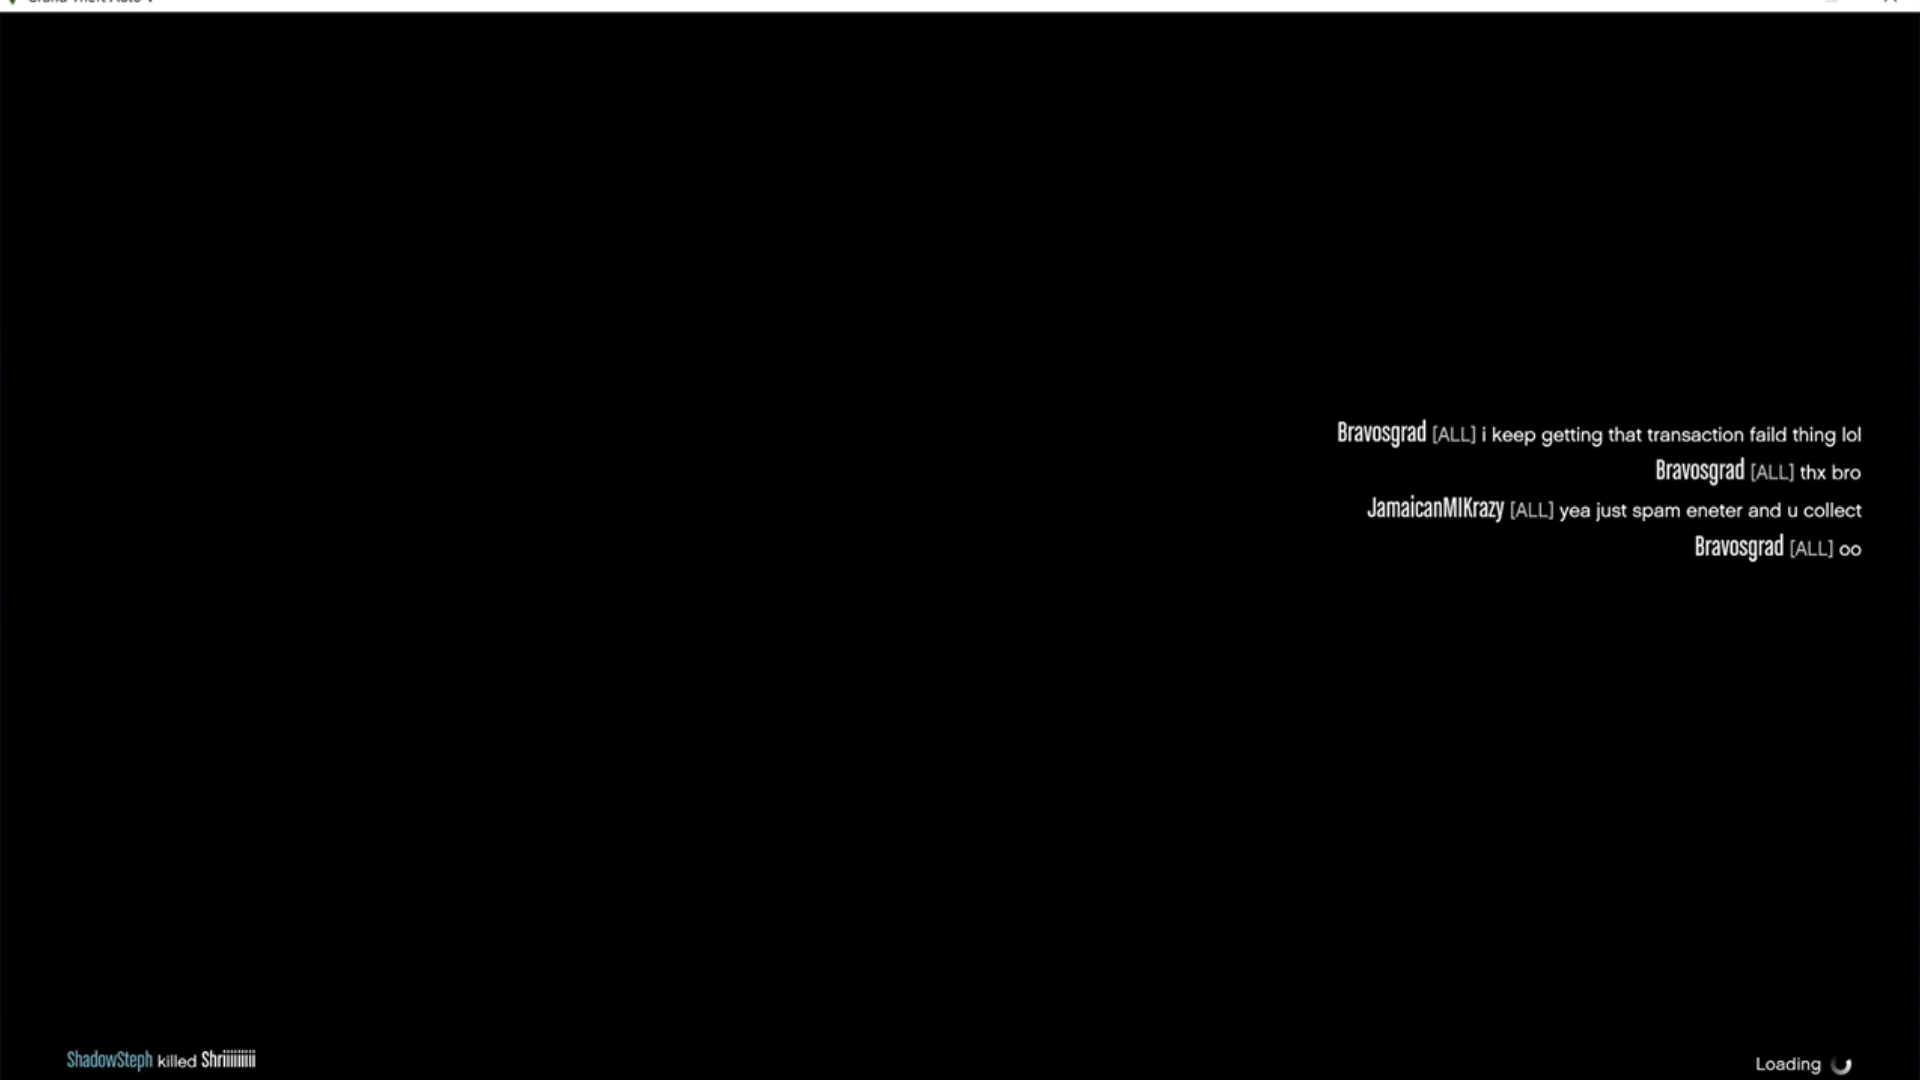 Bravosgrad [ALL] i keep getting that transaction faild thing lol
Bravosgrad [ALL] thx bro
JamaicanMIKrazy [ALL] yea just spam eneter and u collect
Bravosgrad [ALL] oo
ShadowSteph killed Shriiiiiiiii
Loading